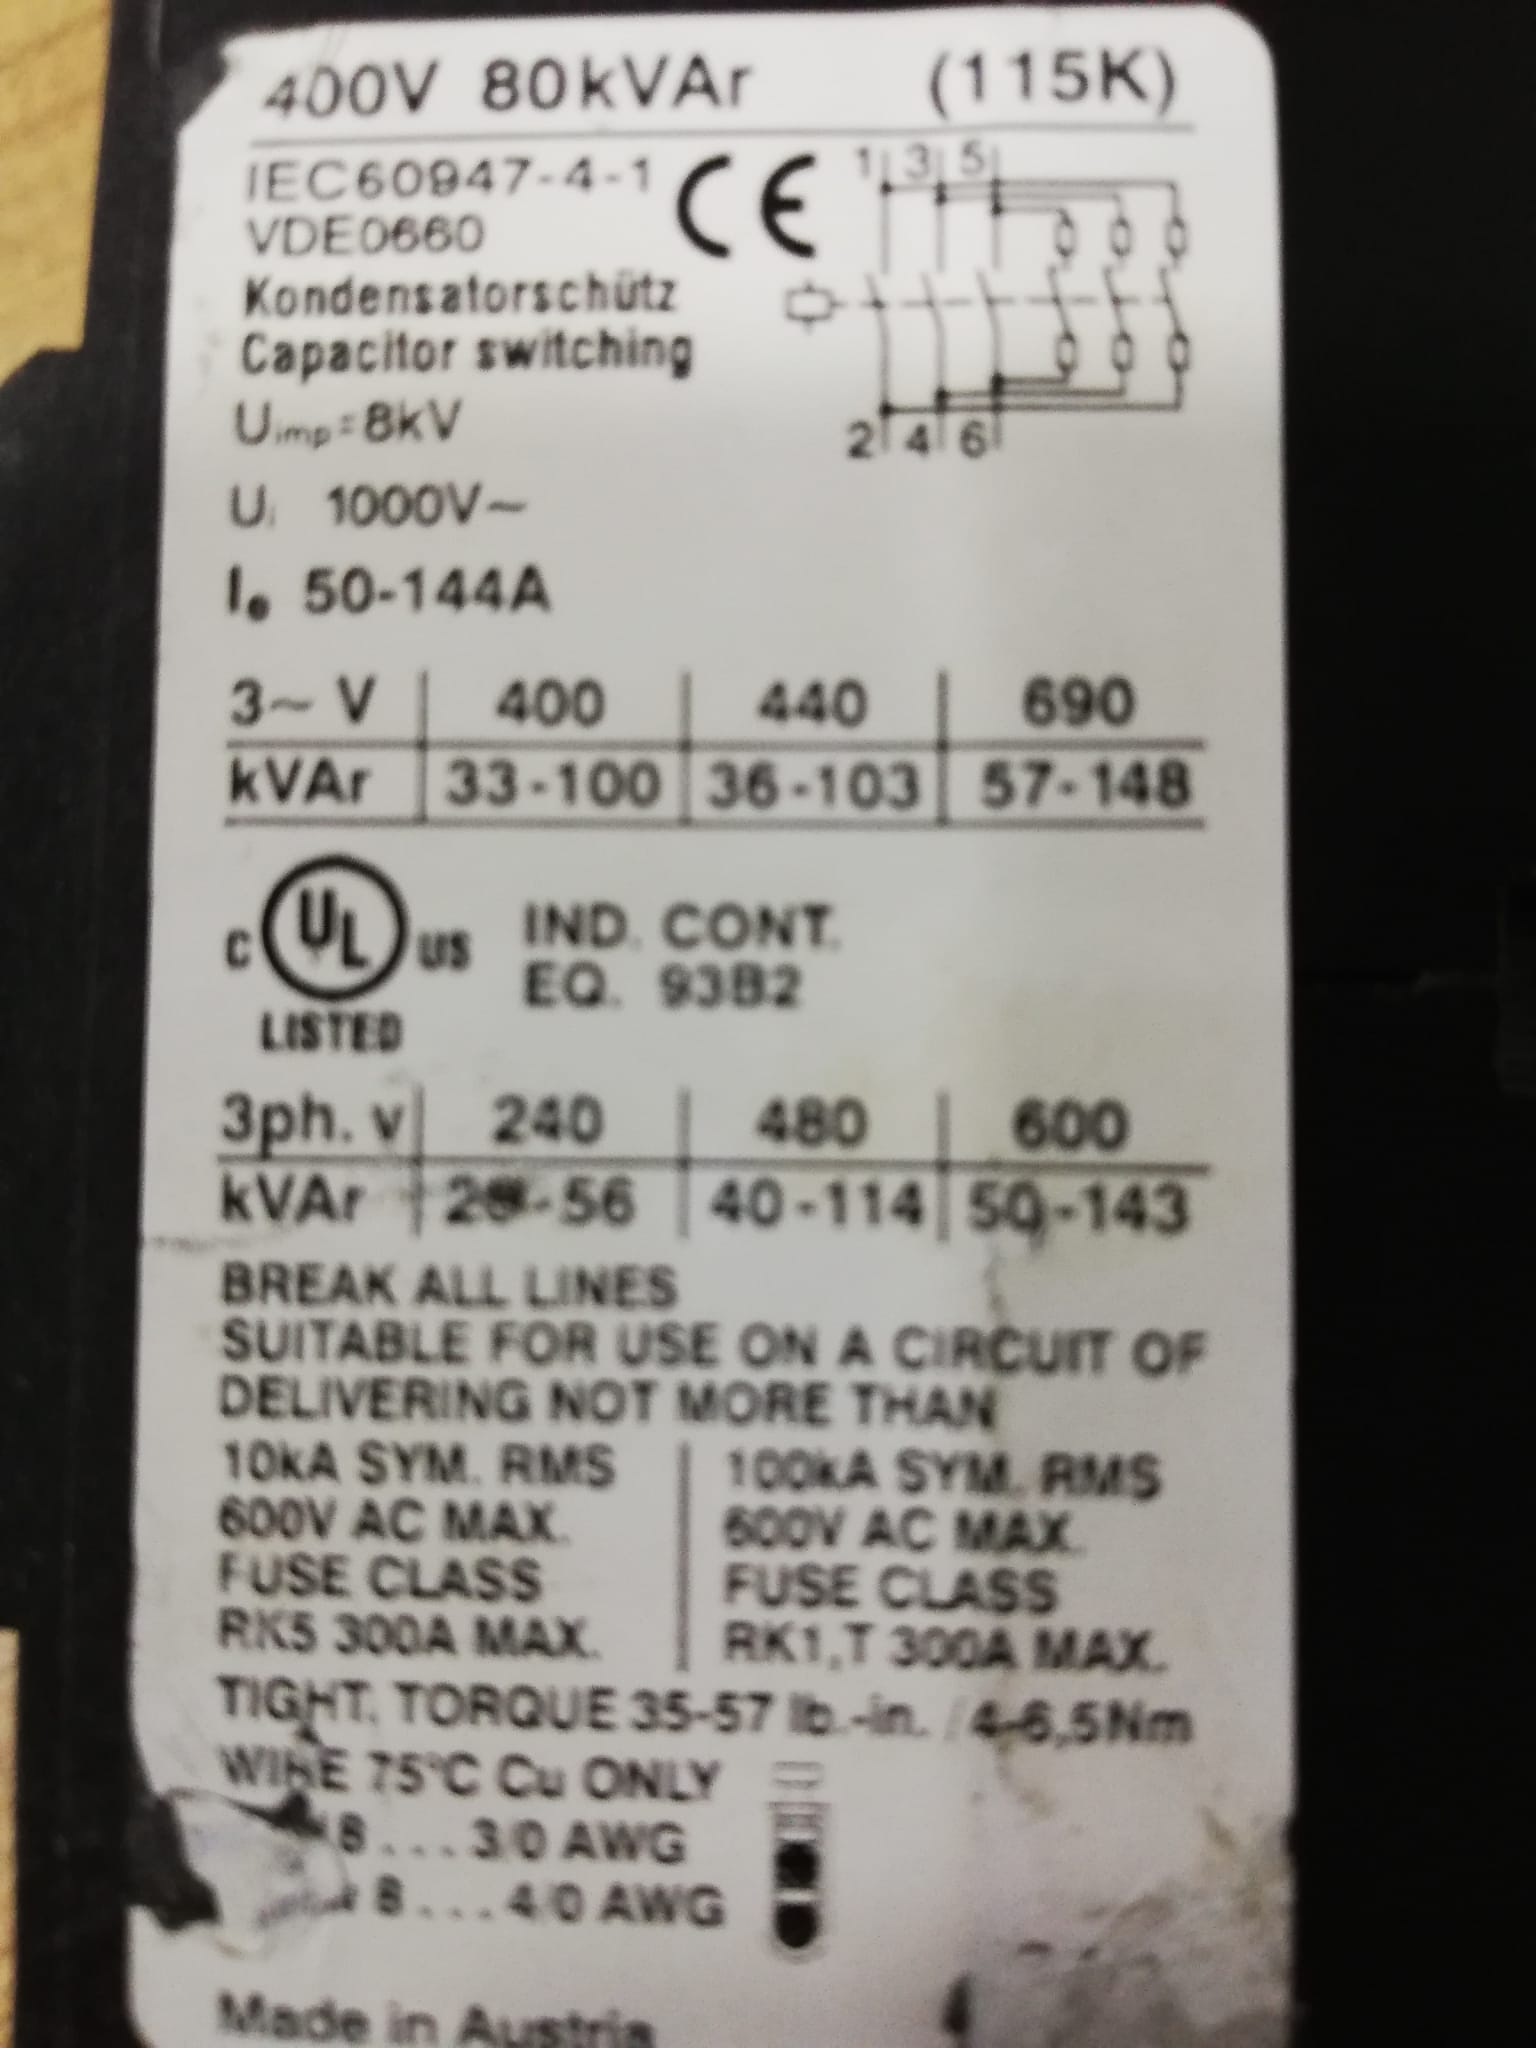 400V 80kVAr (115K)
IEC60947-4-1 CE 1 3 5
VDE0660
Kondensatorschütz
Capacitor switching
Uimp=8kV
2 4 6
Ui 1000V~
Ie 50-144A
3~ V 400 440 690
kVAr 33-100 36-103 57-148
C UL US IND. CONT.
EQ. 93B2
LISTED
3ph. v 240 480 600
kVAr -56 40-114 50-143
BREAK ALL LINES
SUITABLE FOR USE ON A CIRCUIT OF
DELIVERING NOT MORE THAN
10kA SYM. RMS 100kA SYM. RMS
600V AC MAX. 600V AC MAX.
FUSE CLASS FUSE CLASS
RK5 300A MAX. RK1,T 300A MAX.
TIGHT. TORQUE 35-57 lb.-in. / 4-6,5Nm
WIRE 75°C Cu ONLY
8 . . . 3/0 AWG
8 . . . 4/0 AWG
Made in Austria